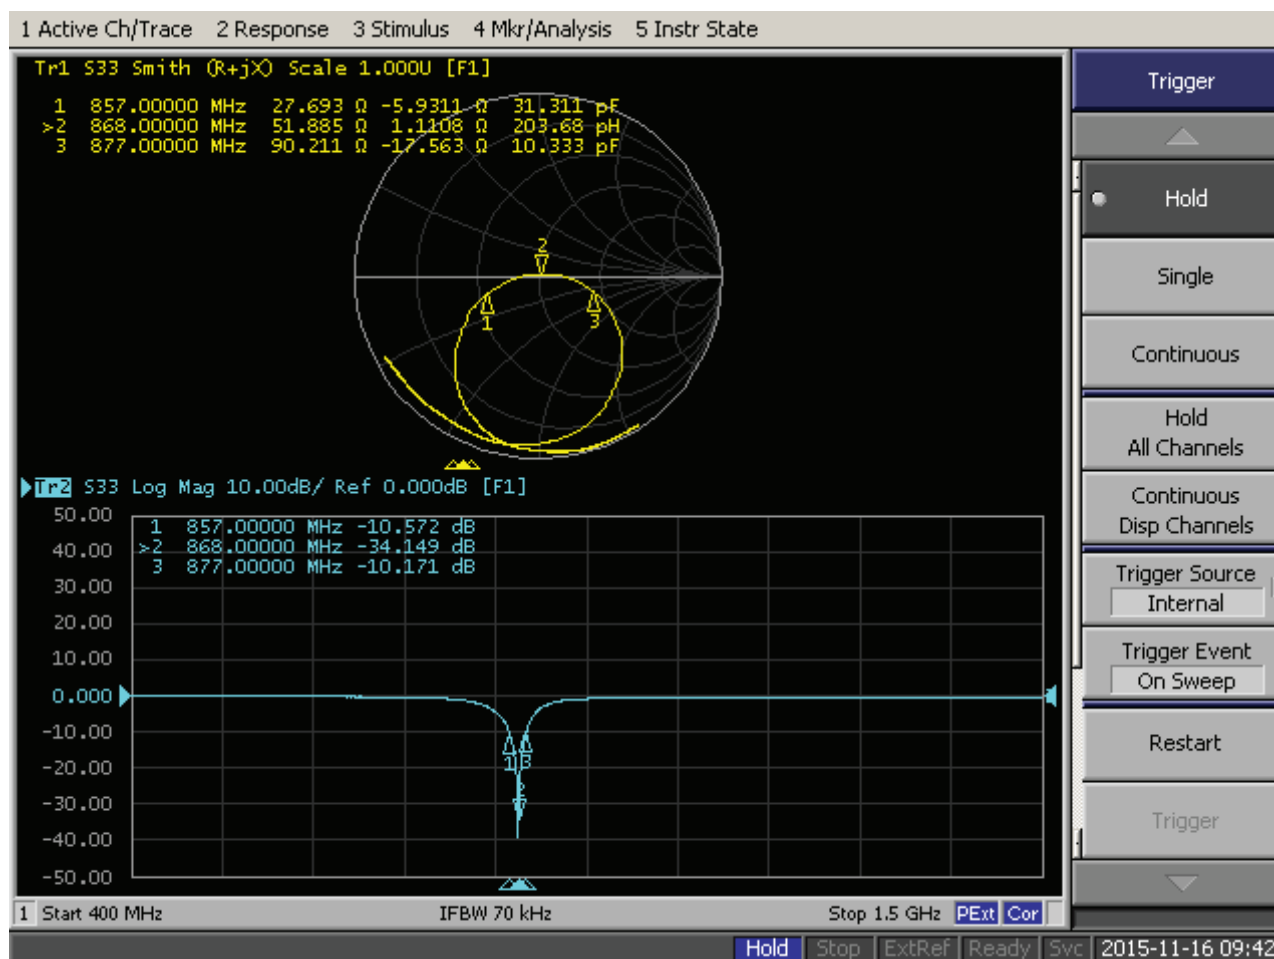 1 Active Ch/Trace 2 Response 3 Stimulus 4 Mkr/Analysis 5 Instr State
Tr1 S33 Smith (R+jX) Scale 1.000U [F1]
1 857.00000 MHz 27.693 Ω -5.9311 Ω 31.311 pF
>2 868.00000 MHz 51.885 Ω 1.1108 Ω 203.68 pH
3 877.00000 MHz 90.211 Ω -17.563 Ω 10.333 pF
2
1
3
Tr2 S33 Log Mag 10.00dB/ Ref 0.000dB [F1]
1 857.00000 MHz -10.572 dB
>2 868.00000 MHz -34.149 dB
3 877.00000 MHz -10.171 dB
50.00
40.00
30.00
20.00
10.00
0.000
-10.00
-20.00
-30.00
-40.00
-50.00
1
3
2
1 Start 400 MHz IFBW 70 kHz Stop 1.5 GHz PExt Cor
Trigger
Hold
Single
Continuous
Hold
All Channels
Continuous
Disp Channels
Trigger Source
Internal
Trigger Event
On Sweep
Restart
Trigger
Hold Stop ExtRef Ready Svc 2015-11-16 09:42